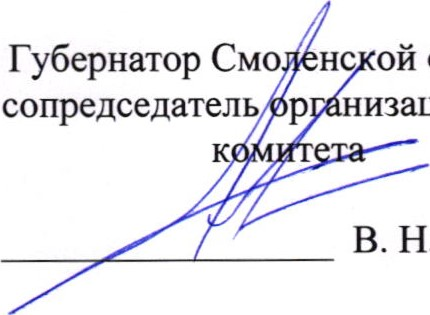 Губернатор Смоленской
сопредседатель организац
комитета
В. Н.